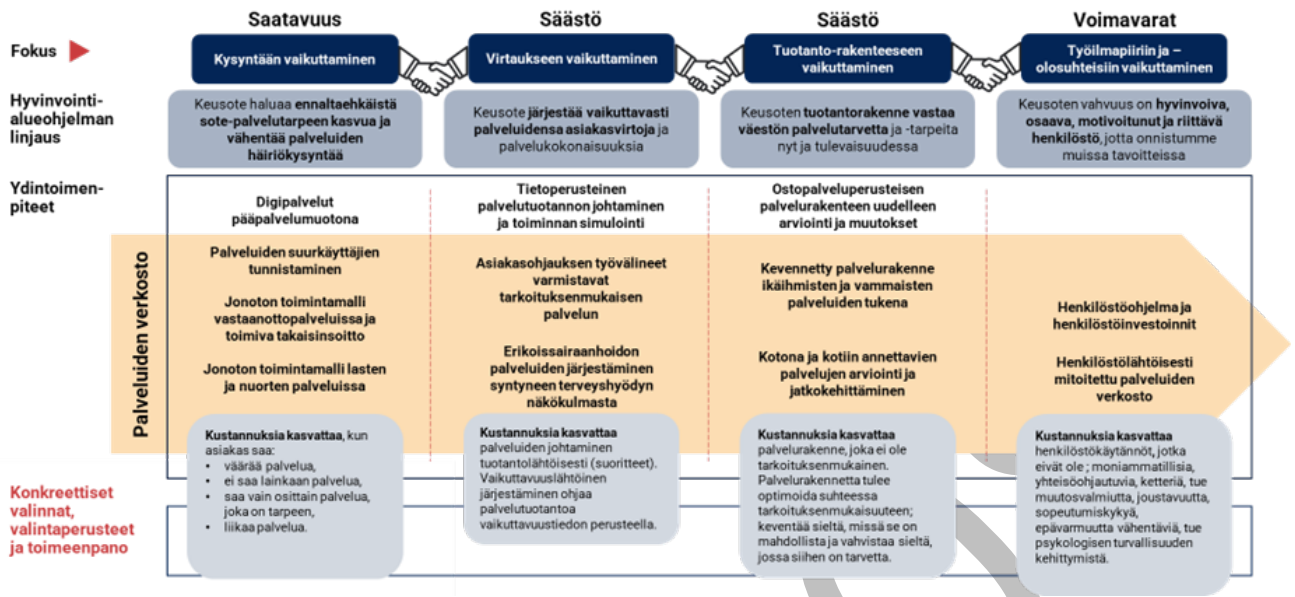 Saatavuus
Säästö
Säästö
Voimavarat
Fokus
Kysyntään vaikuttaminen
Virtaukseen vaikuttaminen
Tuotanto-rakenteeseen
vaikuttaminen
Työilmapiiriin ja –
olosuhteisiin vaikuttaminen
Hyvinvointi-
alueohjelman
linjaus
Keusote haluaa ennaltaehkäistä
sote-palvelutarpeen kasvua ja
vähentää palveluiden
häiriökysyntää
Keusote järjestää vaikuttavasti
palveluidensa asiakasvirtoja ja
palvelukokonaisuuksia
Keusoten tuotantorakenne vastaa
väestön palvelutarvetta ja -tarpeita
nyt ja tulevaisuudessa
Keusoten vahvuus on hyvinvoiva,
osaava, motivoitunut ja riittävä
henkilöstö, jotta onnistumme
muissa tavoitteissa
Ydintoimen-
piteet
Palveluiden verkosto
Digipalvelut
pääpalvelumuotona
Palveluiden suurkäyttäjien
tunnistaminen
Jonoton toimintamalli
vastaanottopalveluissa ja
toimiva takaisinsoitto
Jonoton toimintamalli lasten
ja nuorten palveluissa
Tietoperusteinen
palvelutuotannon johtaminen
ja toiminnan simulointi
Asiakasohjauksen työvälineet
varmistavat
tarkoituksenmukaisen
palvelun
Erikoissairaanhoidon
palveluiden järjestäminen
syntyneen terveyshyödyn
näkökulmasta
Ostopalveluperusteisen
palvelurakenteen uudelleen
arviointi ja muutokset
Kevennetty palvelurakenne
ikäihmisten ja vammaisten
palveluiden tukena
Kotona ja kotiin annettavien
palvelujen arviointi ja
jatkokehittäminen
Henkilöstöohjelma ja
henkilöstöinvestoinnit
Henkilöstölähtöisesti
mitoitettu palveluiden
verkosto
Konkreettiset
valinnat,
valintaperusteet
ja toimeenpano
Kustannuksia kasvattaa, kun
asiakas saa:
• väärää palvelua,
• ei saa lainkaan palvelua,
• saa vain osittain palvelua,
joka on tarpeen,
• liikaa palvelua.
Kustannuksia kasvattaa
palveluiden johtaminen
tuotantolähtöisesti (suoritteet).
Vaikuttavuuslähtöinen
järjestäminen ohjaa
palvelutuotantoa
vaikuttavuustiedon perusteella.
Kustannuksia kasvattaa
palvelurakenne, joka ei ole
tarkoituksenmukainen.
Palvelurakennetta tulee
optimoida suhteessa
tarkoituksenmukaisuuteen;
keventää sieltä, missä se on
mahdollista ja vahvistaa sieltä,
jossa siihen on tarvetta.
Kustannuksia kasvattaa
henkilöstökäytännöt, jotka
eivät ole ; moniammatillisia,
yhteisöohjautuvia, ketteriä, tue
muutosvalmiutta, joustavuutta,
sopeutumiskykyä,
epävarmuutta vähentäviä, tue
psykologisen turvallisuuden
kehittymistä.